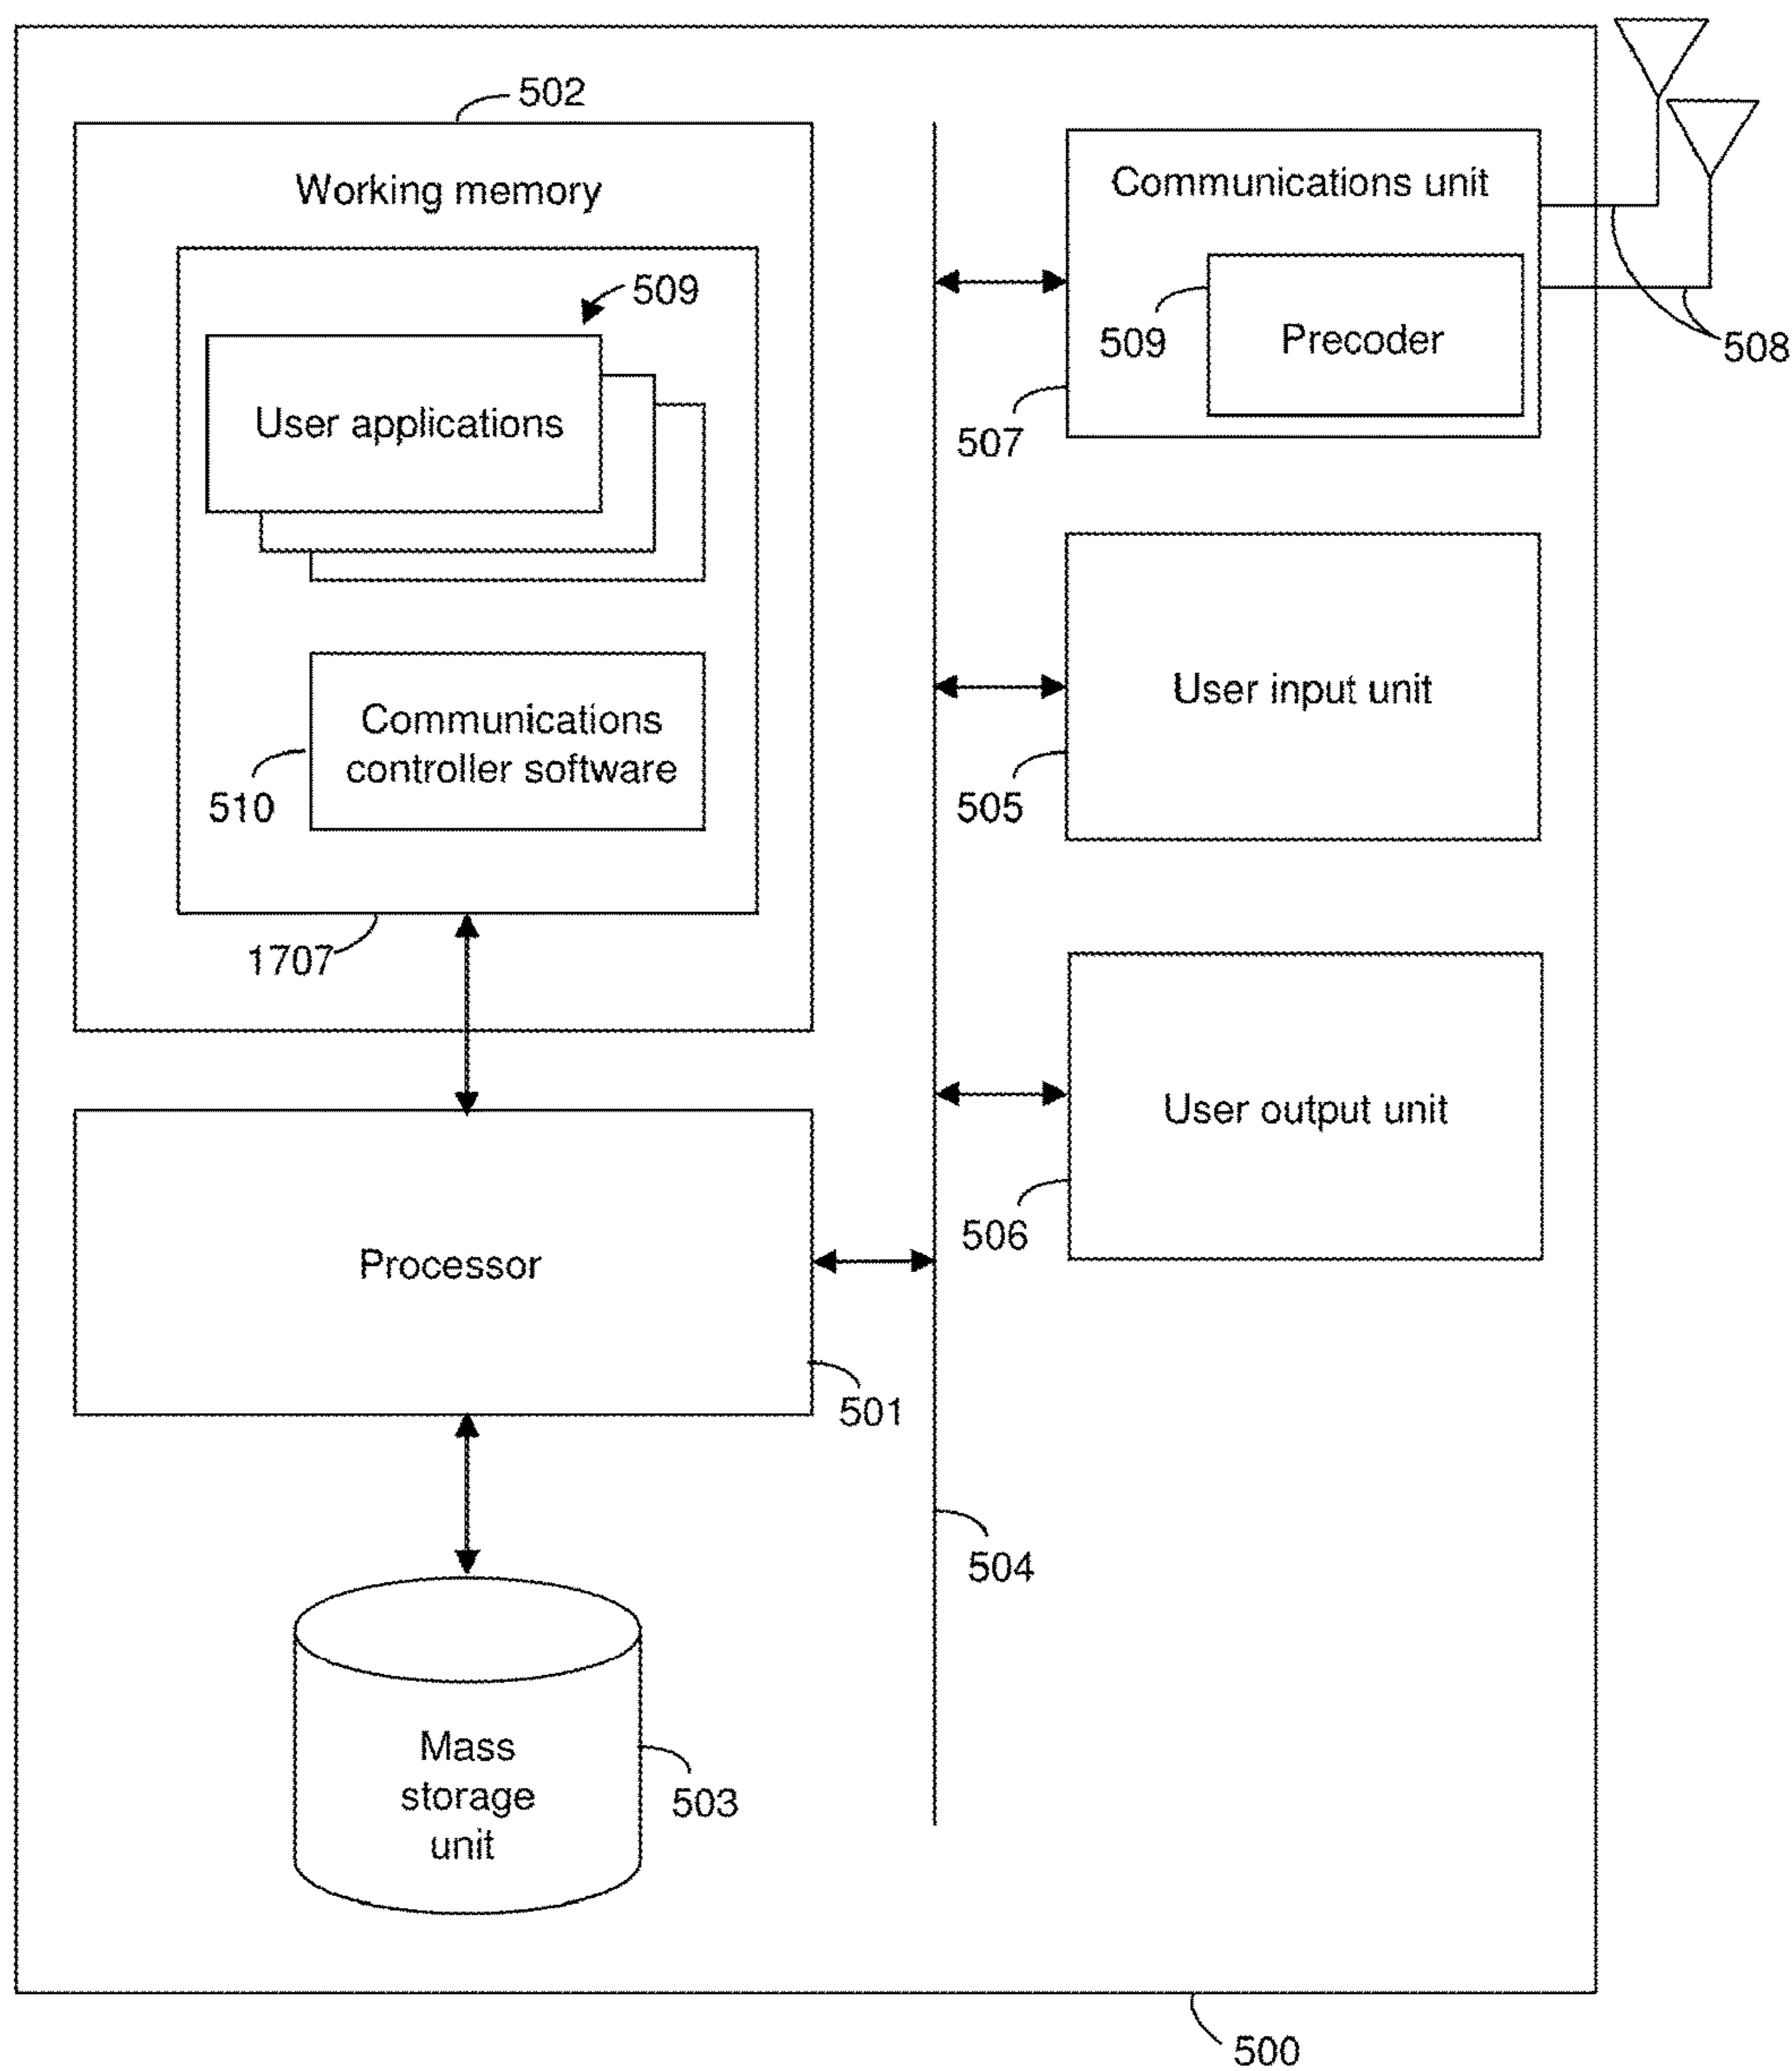 502
Working memory
509
User applications
Communications
controller software
510
1707
Communications unit
509
Precoder
508
507
User input unit
505
User output unit
506
Processor
501
504
Mass
storage
unit
503
500